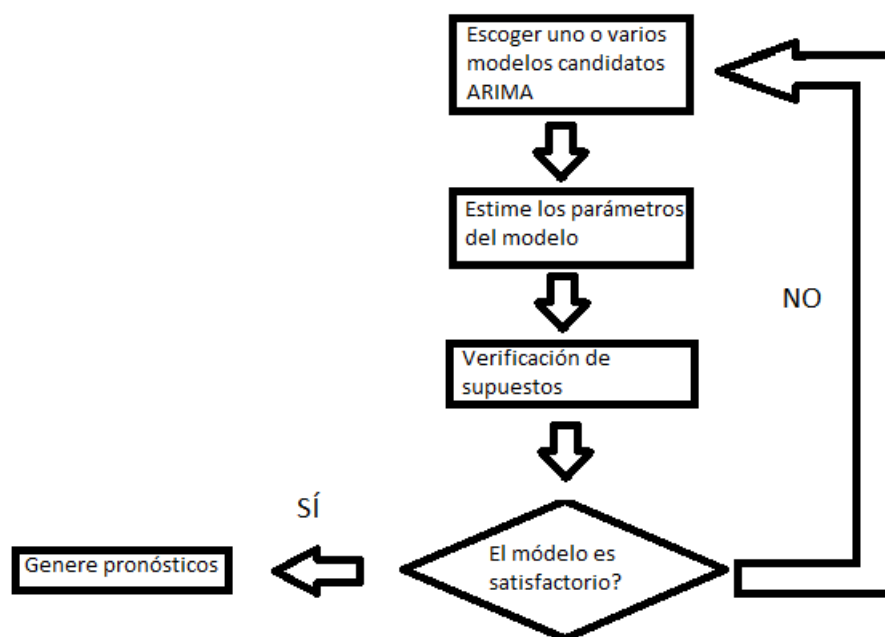 Escoger uno o varios
modelos candidatos
ARIMA
Estime los parámetros
del modelo
NO
Verificación de
supuestos
SÍ
El módelo es
satisfactorio?
Genere pronósticos